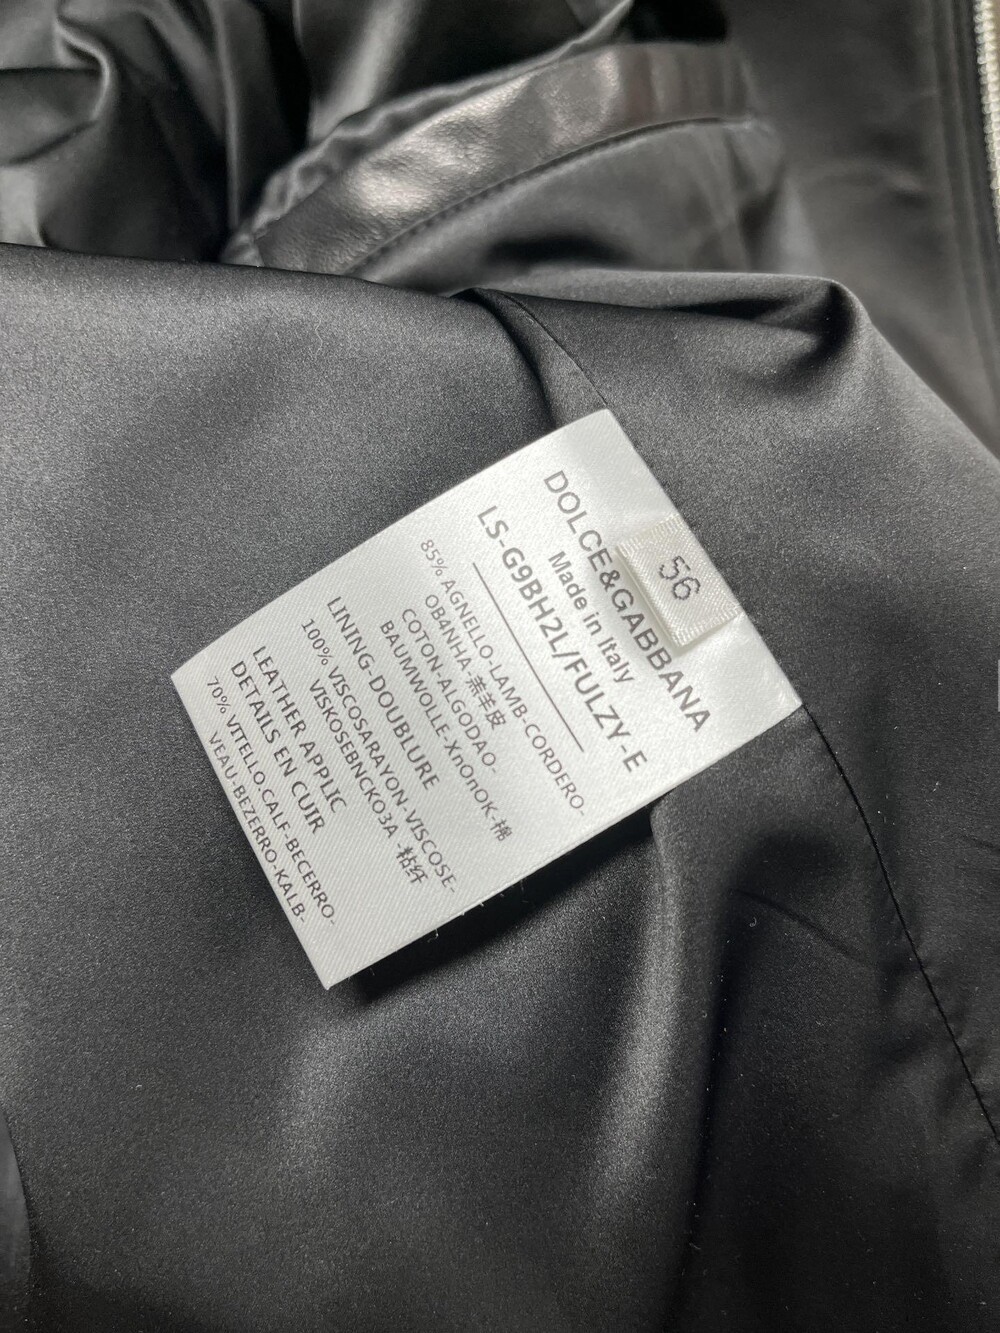 56
DOLCE&GABBANA
Made in Italy
LS-G9BH2L/FULZY-E
85% AGNELLO-LAMB-CORDERO-
OB4NHA-羔羊皮
COTON-ALGODAO-
BAUMWOLLE-XnOnOK-棉
LINING-DOUBLURE
100% VISCOSARAYON-VISCOSE-
VISKOSEBNCKO3A -粘纤
LEATHER APPLIC
DETAILS EN CUIR
70% VITELLO.CALF-BECERRO-
VEAU-BEZERRO-KALB-